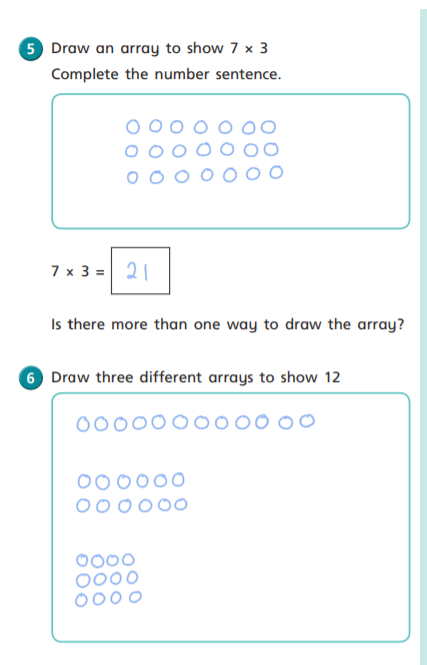 5 Draw an array to show 7 × 3
Complete the number sentence.
7 × 3 = 21
Is there more than one way to draw the array?
6 Draw three different arrays to show 12